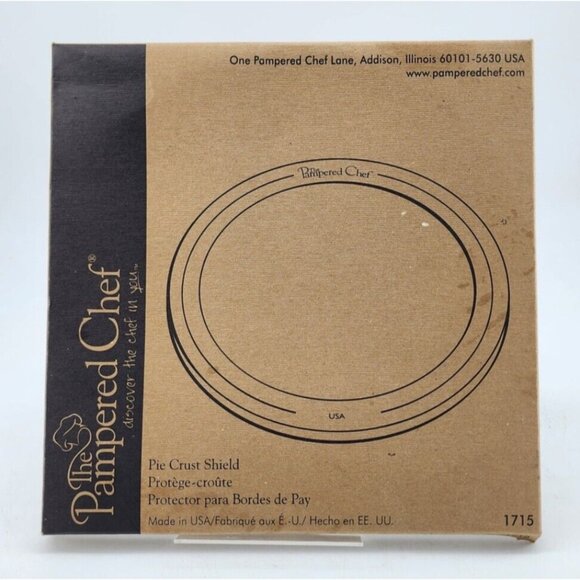 One Pampered Chef Lane, Addison, Illinois 60101-5630 USA
www.pamperedchef.com
The
Pampered Chef®
discover the chef in you™
The
Pampered Chef
USA
Pie Crust Shield
Protège-croûte
Protector para Bordes de Pay
Made in USA/Fabriqué aux É.-U./ Hecho en EE. UU.
1715